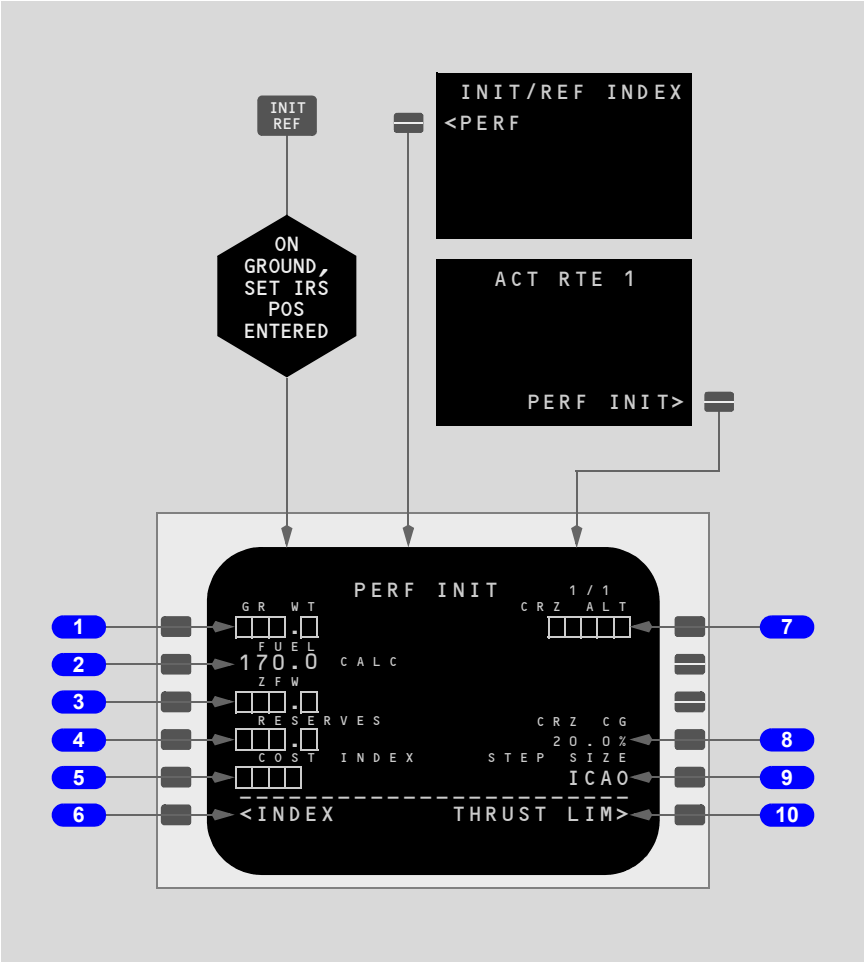 INIT
REF
INIT/REF INDEX
<PERF
ON
GROUND,
SET IRS
POS
ENTERED
ACT RTE 1
PERF INIT>
PERF INIT 1/1
GR WT CRZ ALT
1 . 7
FUEL
2 170.0 CALC
ZFW
3 .
RESERVES CRZ CG
4 . 20.0% 8
COST INDEX STEP SIZE
5 ICAO 9
------------------------
6 <INDEX THRUST LIM> 10